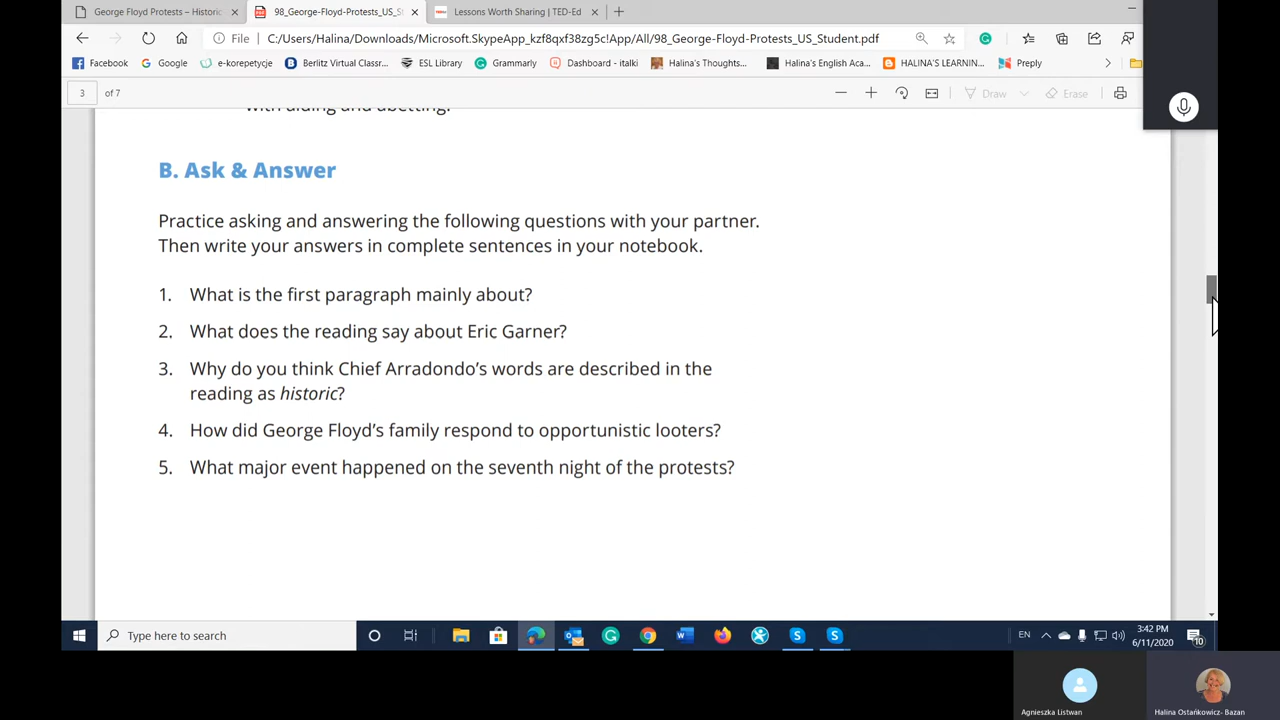 George Floyd Protests – Historic
98_George-Floyd-Protests_US_S
Lessons Worth Sharing | TED-Ed
File
C:/Users/Halina/Downloads/Microsoft.SkypeApp_kzf8qxf38zg5c!App/All/98_George-Floyd-Protests_US_Student.pdf
Facebook
Google
e-korepetycje
Berlitz Virtual Classr...
ESL Library
Grammarly
Dashboard - italki
Halina's Thoughts...
Halina's English Aca...
HALINA'S LEARNIN...
Preply
3 of 7
Draw
Erase
with aiding and abetting.
B. Ask & Answer
Practice asking and answering the following questions with your partner.
Then write your answers in complete sentences in your notebook.
1. What is the first paragraph mainly about?
2. What does the reading say about Eric Garner?
3. Why do you think Chief Arradondo's words are described in the
reading as historic?
4. How did George Floyd's family respond to opportunistic looters?
5. What major event happened on the seventh night of the protests?
Type here to search
EN
3:42 PM
6/11/2020
10
Agnieszka Listwan
Halina Ostańkowicz- Bazan